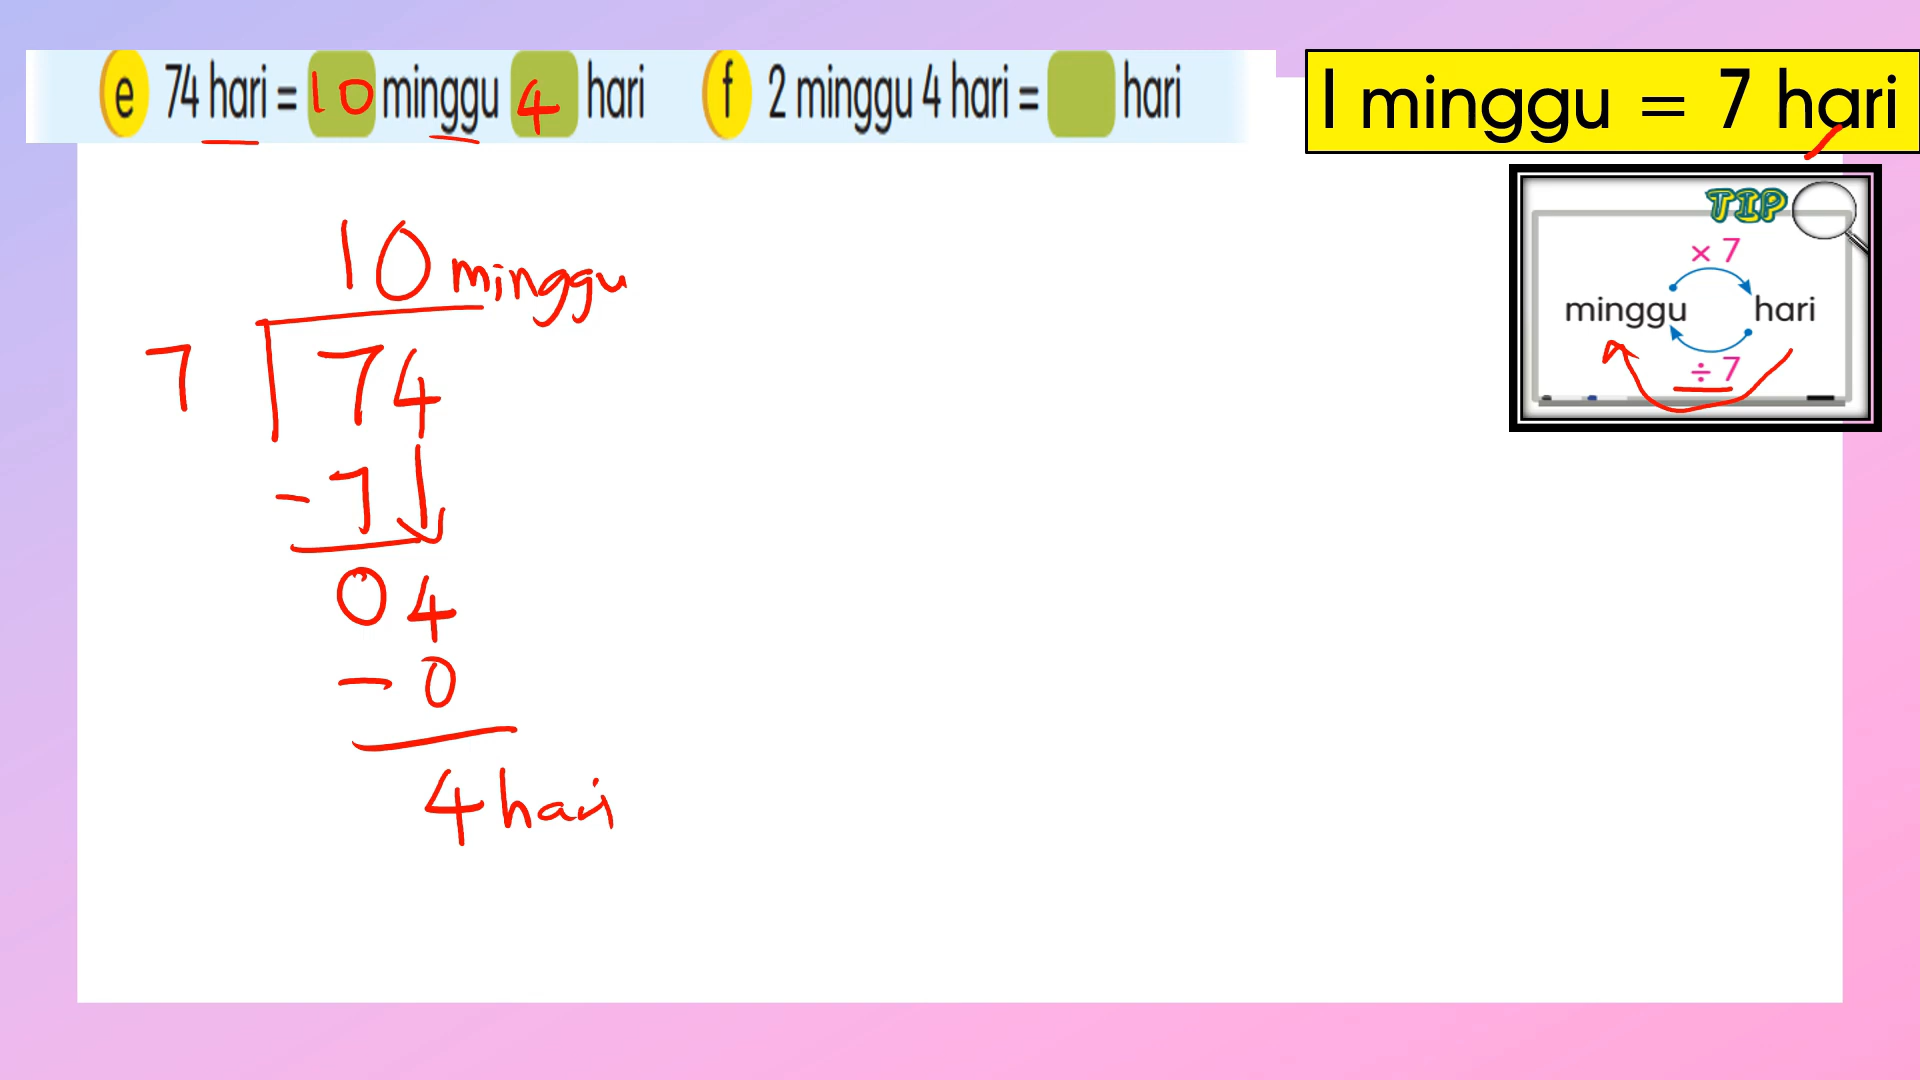 e 74 hari = 10 minggu 4 hari f 2 minggu 4 hari = hari
1 minggu = 7 hari
TIP
× 7
minggu hari
÷ 7
10 minggu
7 74
- 7
04
- 0
4 hari